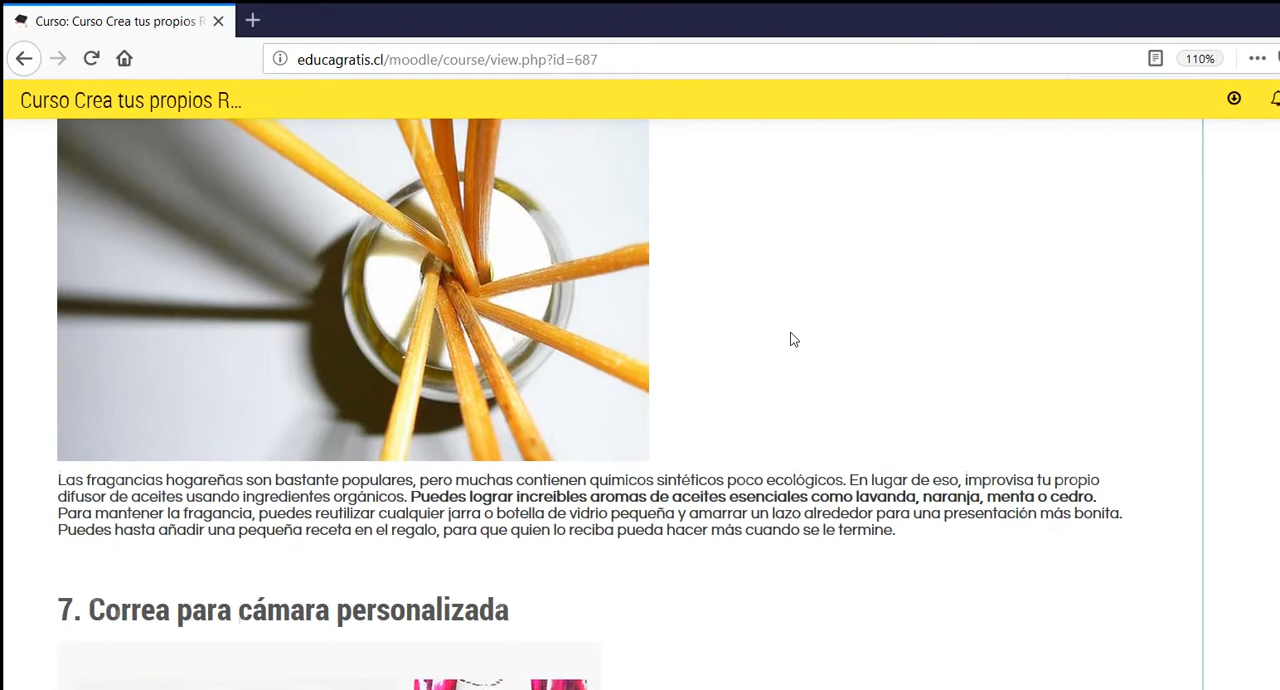 Curso: Curso Crea tus propios R
educagratis.cl/moodle/course/view.php?id=687
110%
Curso Crea tus propios R...
Las fragancias hogareñas son bastante populares, pero muchas contienen químicos sintéticos poco ecológicos. En lugar de eso, improvisa tu propio
difusor de aceites usando ingredientes orgánicos. Puedes lograr increíbles aromas de aceites esenciales como lavanda, naranja, menta o cedro.
Para mantener la fragancia, puedes reutilizar cualquier jarra o botella de vidrio pequeña y amarrar un lazo alrededor para una presentación más bonita.
Puedes hasta añadir una pequeña receta en el regalo, para que quien lo reciba pueda hacer más cuando se le termine.
7. Correa para cámara personalizada